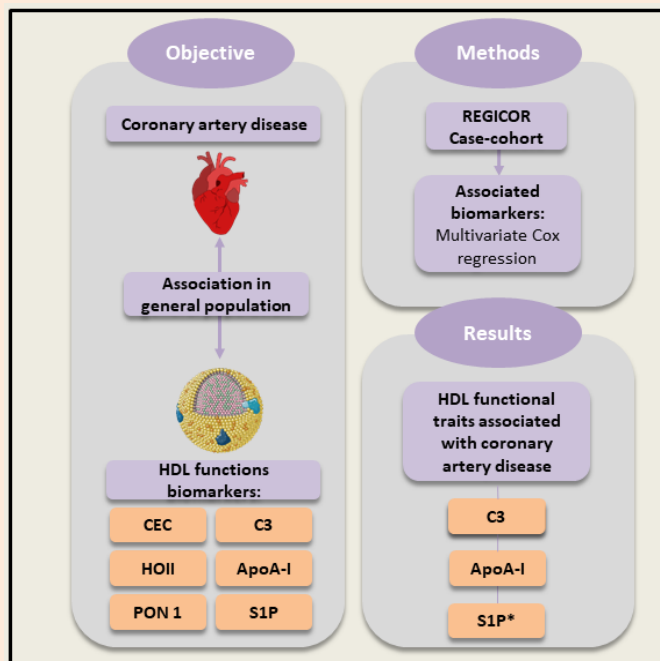 Objective
Coronary artery disease
Association in
general population
HDL functions
biomarkers:
CEC
C3
HOII
ApoA-I
PON 1
S1P
Methods
REGICOR
Case-cohort
Associated
biomarkers:
Multivariate Cox
regression
Results
HDL functional
traits associated
with coronary
artery disease
C3
ApoA-I
S1P*